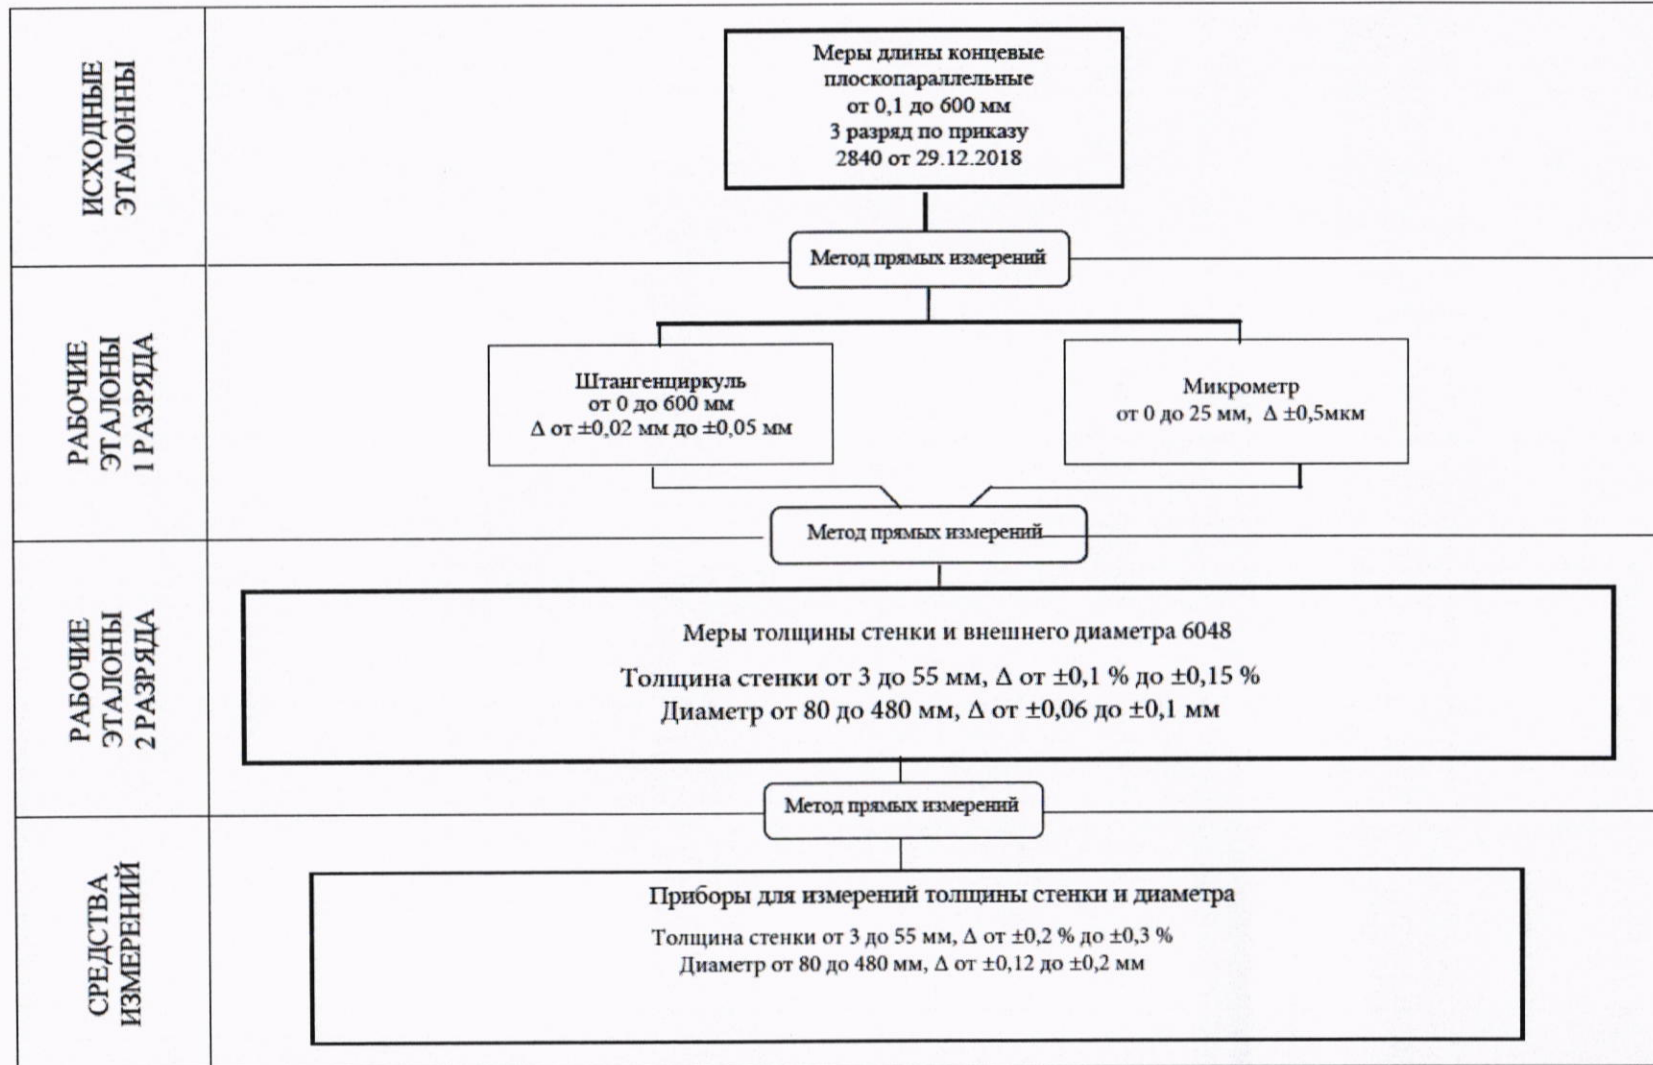 ИСХОДНЫЕ
ЭТАЛОННЫ
Меры длины концевые
плоскопараллельные
от 0,1 до 600 мм
3 разряд по приказу
2840 от 29.12.2018
Метод прямых измерений
РАБОЧИЕ
ЭТАЛОНЫ
1 РАЗРЯДА
Штангенциркуль
от 0 до 600 мм
Δ от ±0,02 мм до ±0,05 мм
Микрометр
от 0 до 25 мм, Δ ±0,5мкм
Метод прямых измерений
РАБОЧИЕ
ЭТАЛОНЫ
2 РАЗРЯДА
Меры толщины стенки и внешнего диаметра 6048
Толщина стенки от 3 до 55 мм, Δ от ±0,1 % до ±0,15 %
Диаметр от 80 до 480 мм, Δ от ±0,06 до ±0,1 мм
Метод прямых измерений
СРЕДСТВА
ИЗМЕРЕНИЙ
Приборы для измерений толщины стенки и диаметра
Толщина стенки от 3 до 55 мм, Δ от ±0,2 % до ±0,3 %
Диаметр от 80 до 480 мм, Δ от ±0,12 до ±0,2 мм